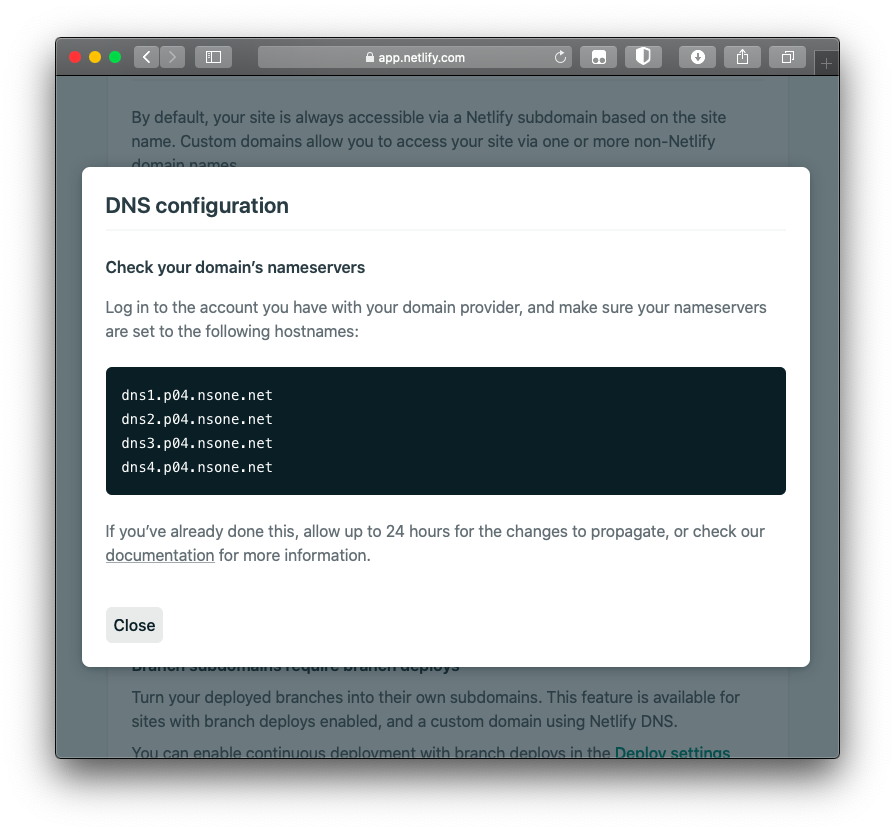 app.netlify.com
By default, your site is always accessible via a Netlify subdomain based on the site
name. Custom domains allow you to access your site via one or more non-Netlify
domain names.
DNS configuration
Check your domain’s nameservers
Log in to the account you have with your domain provider, and make sure your nameservers
are set to the following hostnames:
dns1.p04.nsone.net
dns2.p04.nsone.net
dns3.p04.nsone.net
dns4.p04.nsone.net
If you’ve already done this, allow up to 24 hours for the changes to propagate, or check our
documentation for more information.
Close
Branch subdomains require branch deploys
Turn your deployed branches into their own subdomains. This feature is available for
sites with branch deploys enabled, and a custom domain using Netlify DNS.
You can enable continuous deployment with branch deploys in the Deploy settings